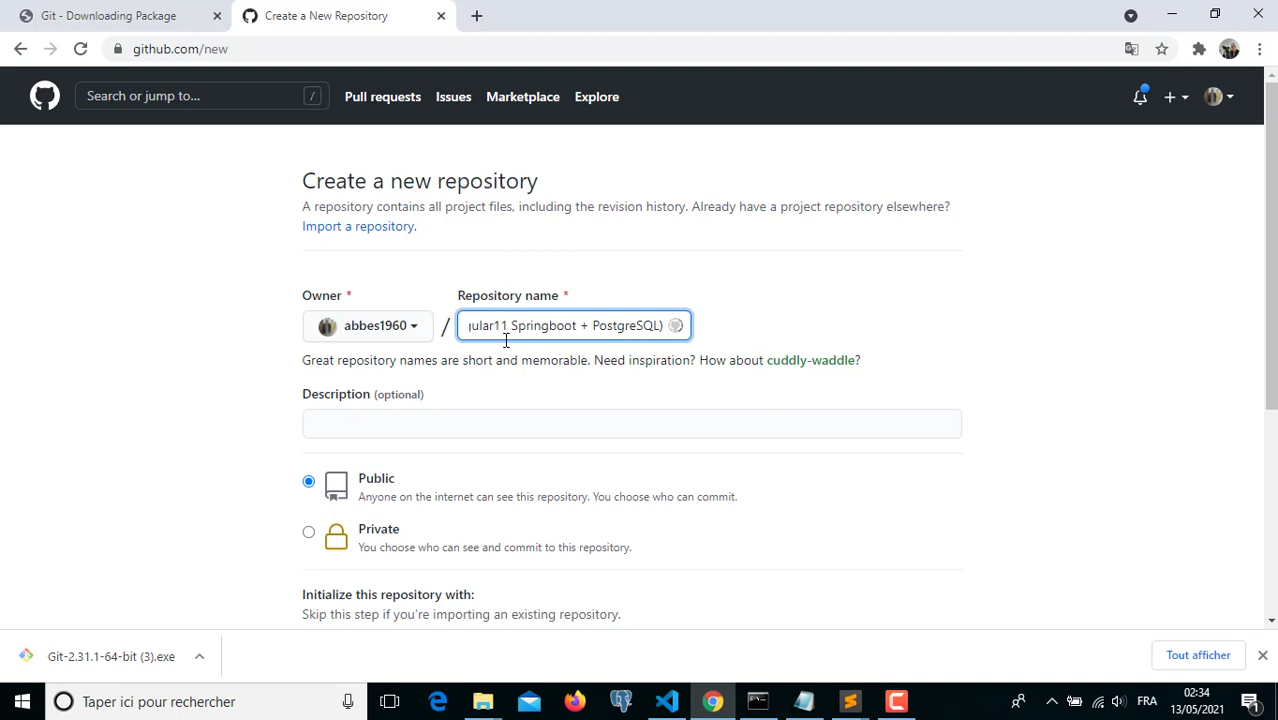 Git - Downloading Package
Create a New Repository
github.com/new
Search or jump to...
/
Pull requests
Issues
Marketplace
Explore
Create a new repository
A repository contains all project files, including the revision history. Already have a project repository elsewhere?
Import a repository.
Owner *
Repository name *
abbes1960
/
ular11 Springboot + PostgreSQL)
Great repository names are short and memorable. Need inspiration? How about cuddly-waddle?
Description (optional)
Public
Anyone on the internet can see this repository. You choose who can commit.
Private
You choose who can see and commit to this repository.
Initialize this repository with:
Skip this step if you're importing an existing repository.
Git-2.31.1-64-bit (3).exe
Tout afficher
Taper ici pour rechercher
FRA
02:34
13/05/2021
1